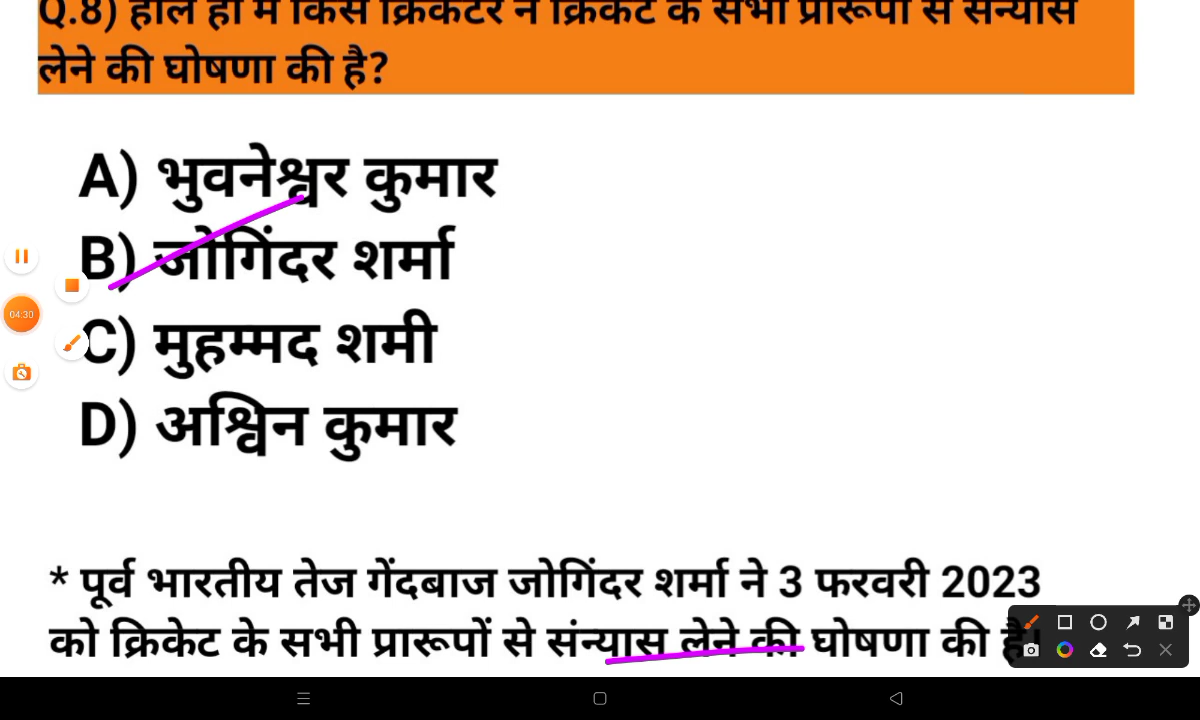 Q.8) हाल ही में किस क्रिकेटर ने क्रिकेट के सभी प्रारूपों से सन्यास
लेने की घोषणा की है?
A) भुवनेश्वर कुमार
B) जोगिंदर शर्मा
C) मुहम्मद शमी
D) अश्विन कुमार
04:30
* पूर्व भारतीय तेज गेंदबाज जोगिंदर शर्मा ने 3 फरवरी 2023
को क्रिकेट के सभी प्रारूपों से संन्यास लेने की घोषणा की है।